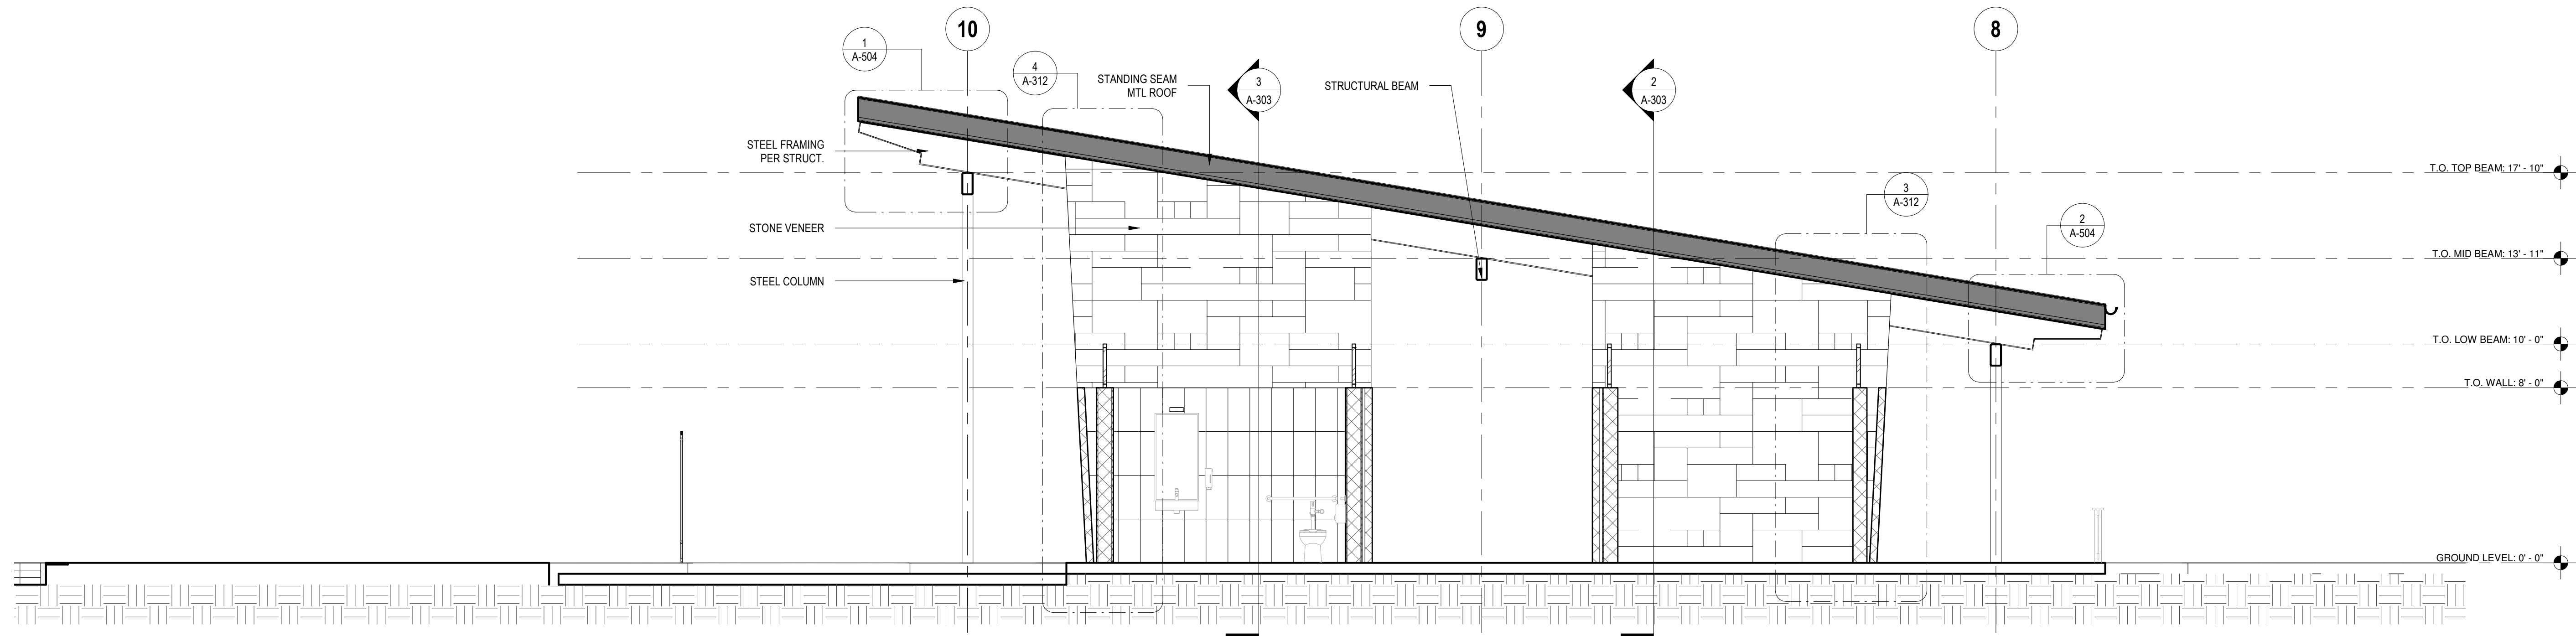 10
9
8
1
A-504
4
A-312
STANDING SEAM
MTL ROOF
3
A-303
STRUCTURAL BEAM
2
A-303
STEEL FRAMING
PER STRUCT.
T.O. TOP BEAM: 17' - 10"
3
A-312
STONE VENEER
2
A-504
T.O. MID BEAM: 13' - 11"
STEEL COLUMN
T.O. LOW BEAM: 10' - 0"
T.O. WALL: 8' - 0"
GROUND LEVEL: 0' - 0"